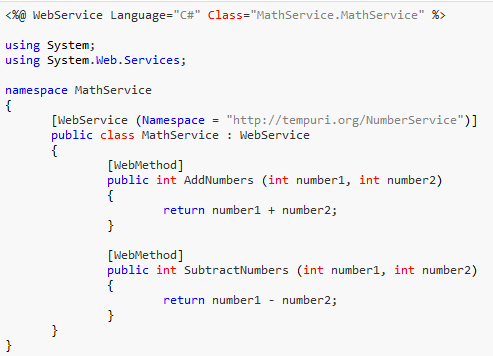 <%@ WebService Language="C#" Class="MathService.MathService" %>
using System;
using System.Web.Services;
namespace MathService
{
[WebService (Namespace = "http://tempuri.org/NumberService")]
public class MathService : WebService
{
[WebMethod]
public int AddNumbers (int number1, int number2)
{
return number1 + number2;
}
[WebMethod]
public int SubtractNumbers (int number1, int number2)
{
return number1 - number2;
}
}
}